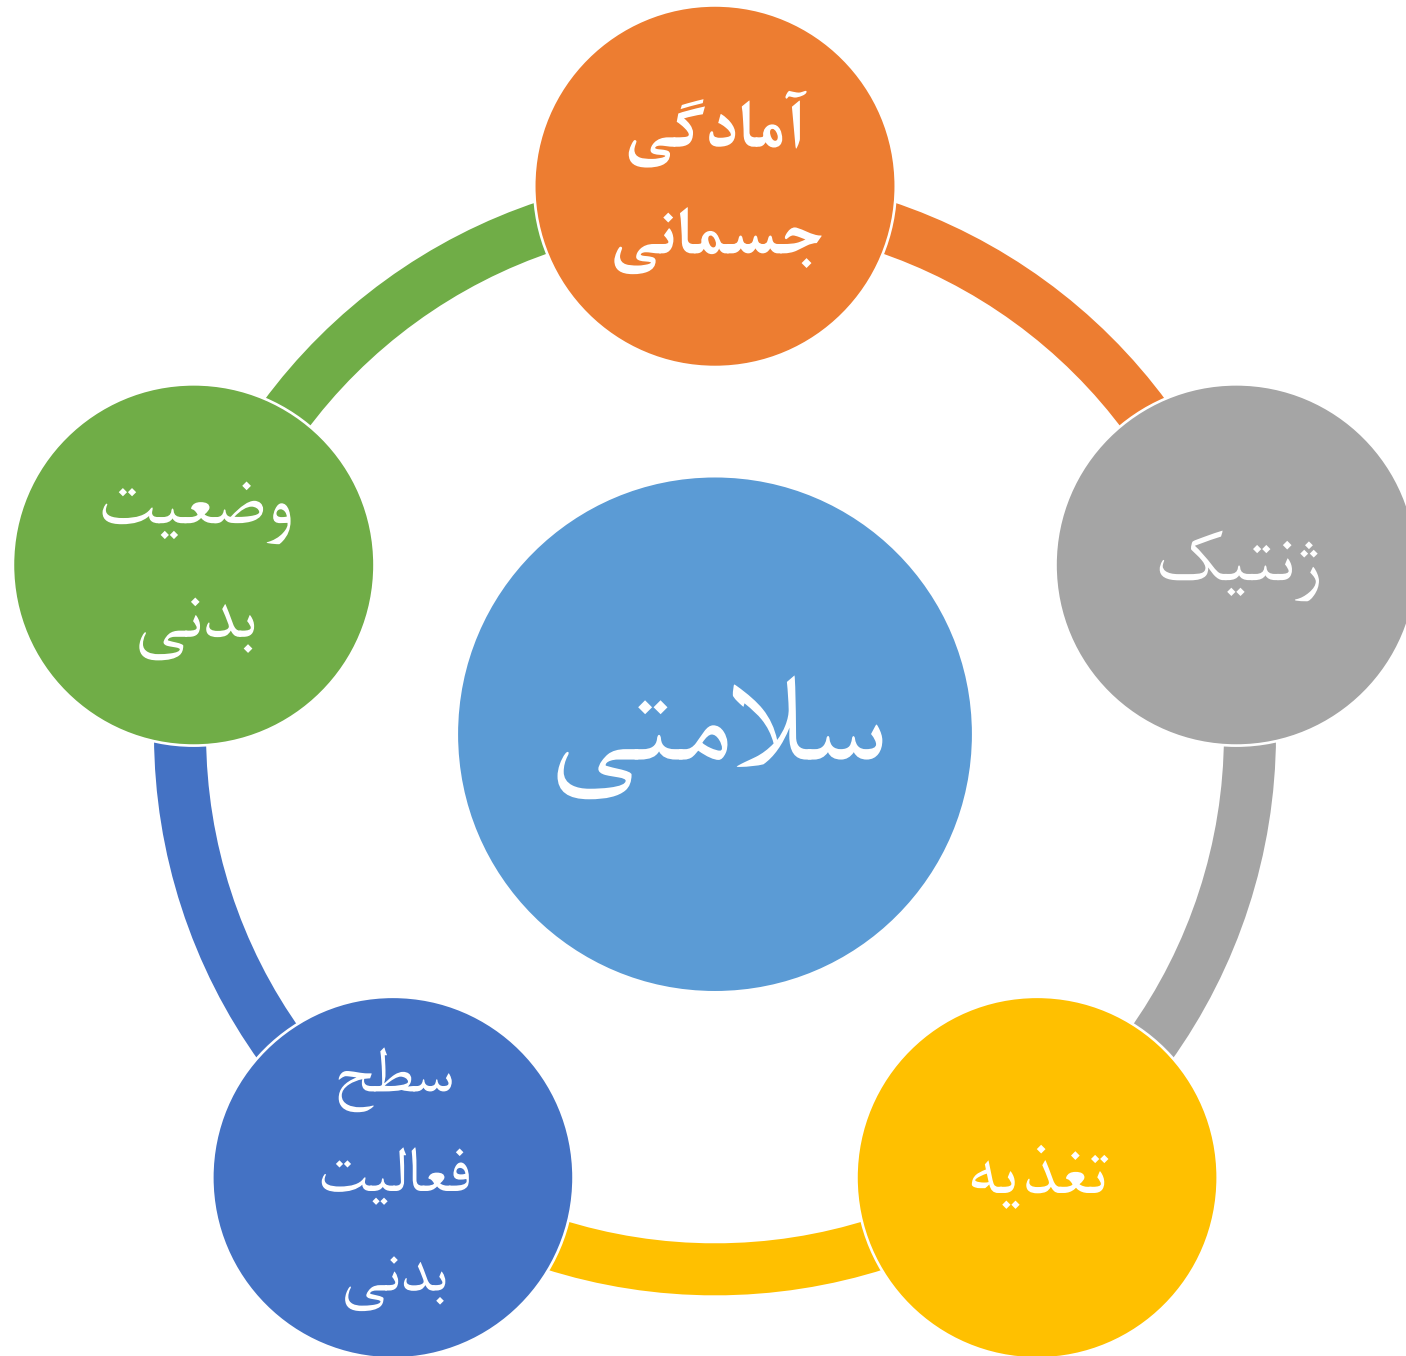 آمادگی
جسمانی
ژنتیک
تغذیه
سطح
فعالیت
بدنی
وضعیت
بدنی
سلامتی